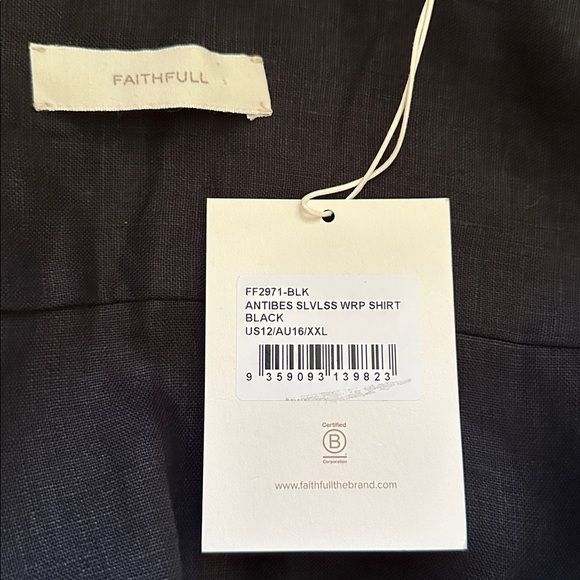 FAITHFULL
FF2971-BLK
ANTIBES SLVLSS WRP SHIRT
BLACK
US12/AU16/XXL
9 359093 139823
Certified
B
Corporation
www.faithfullthebrand.com